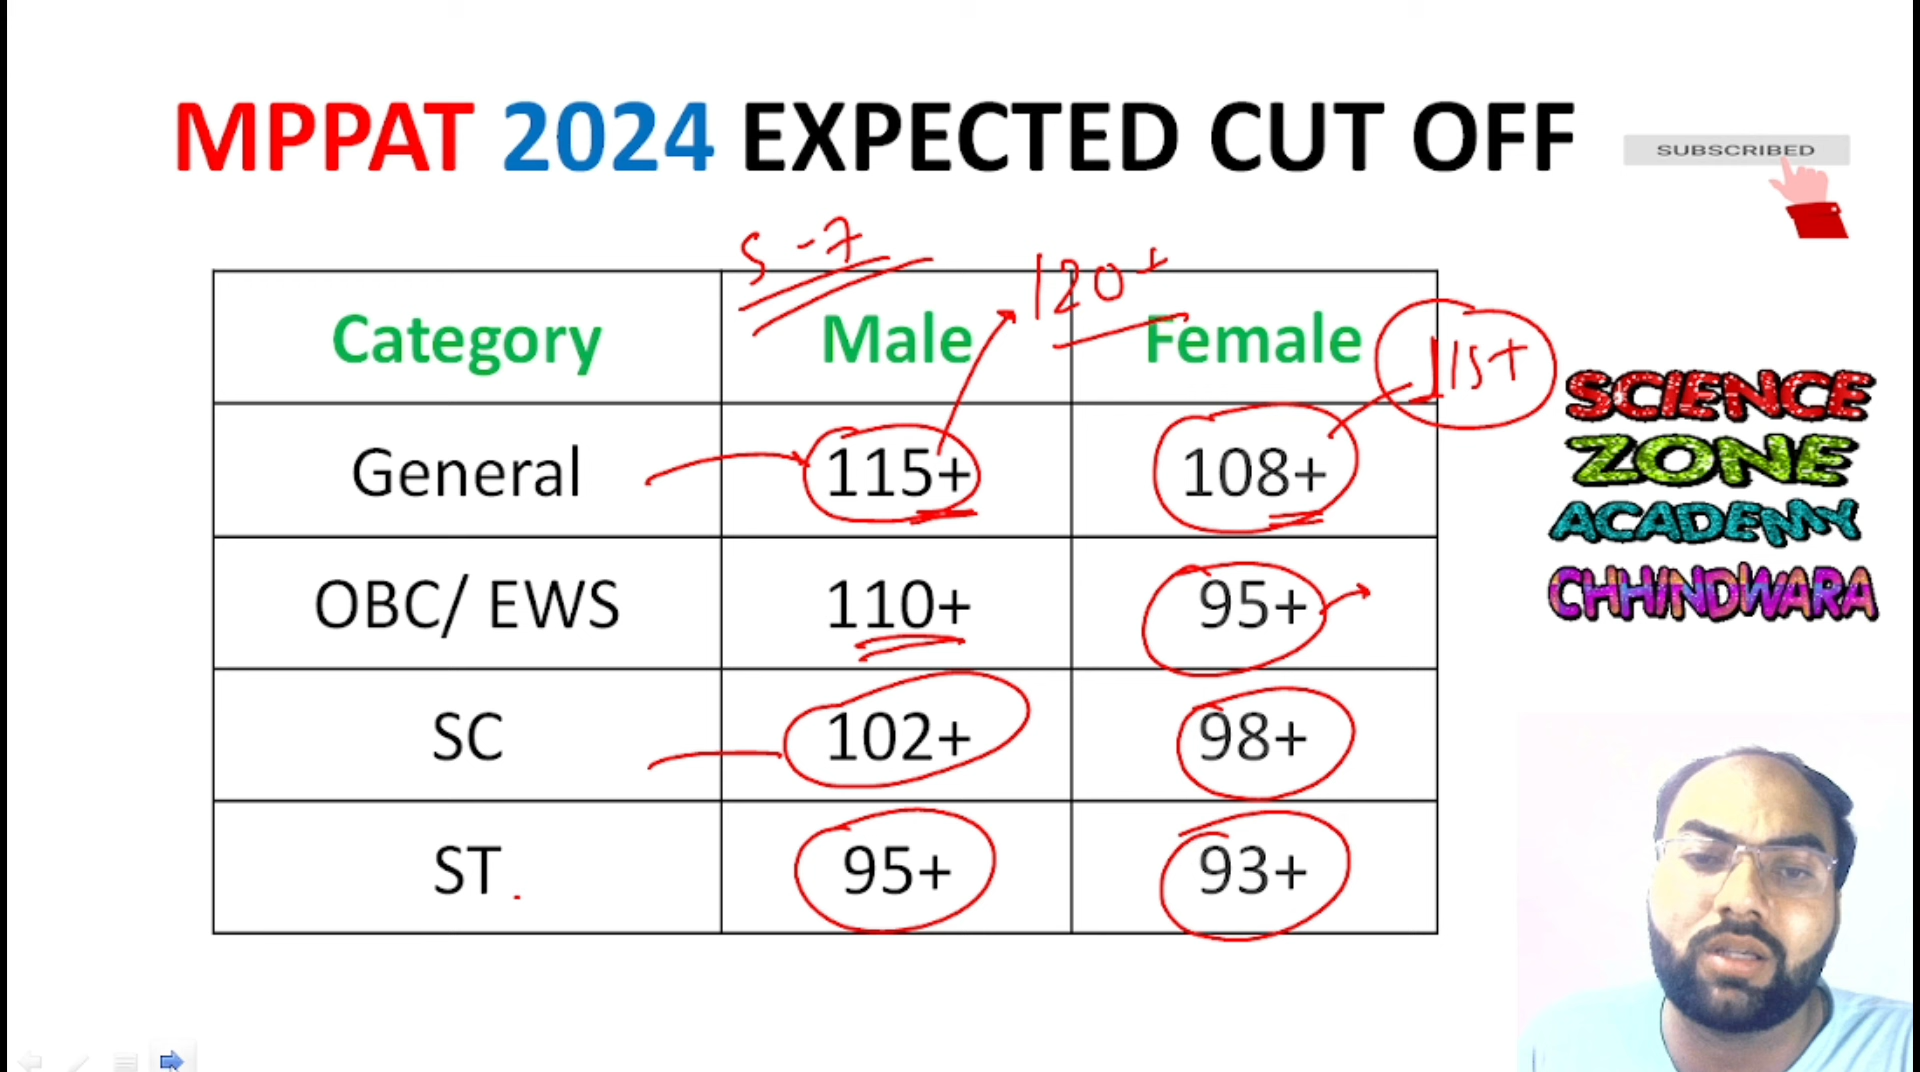 MPPAT 2024 EXPECTED CUT OFF
SUBSCRIBED
5-7
120+
Category Male Female
115+
General 115+ 108+
OBC/ EWS 110+ 95+
SC 102+ 98+
ST 95+ 93+
SCIENCE
ZONE
ACADEMY
CHHINDWARA